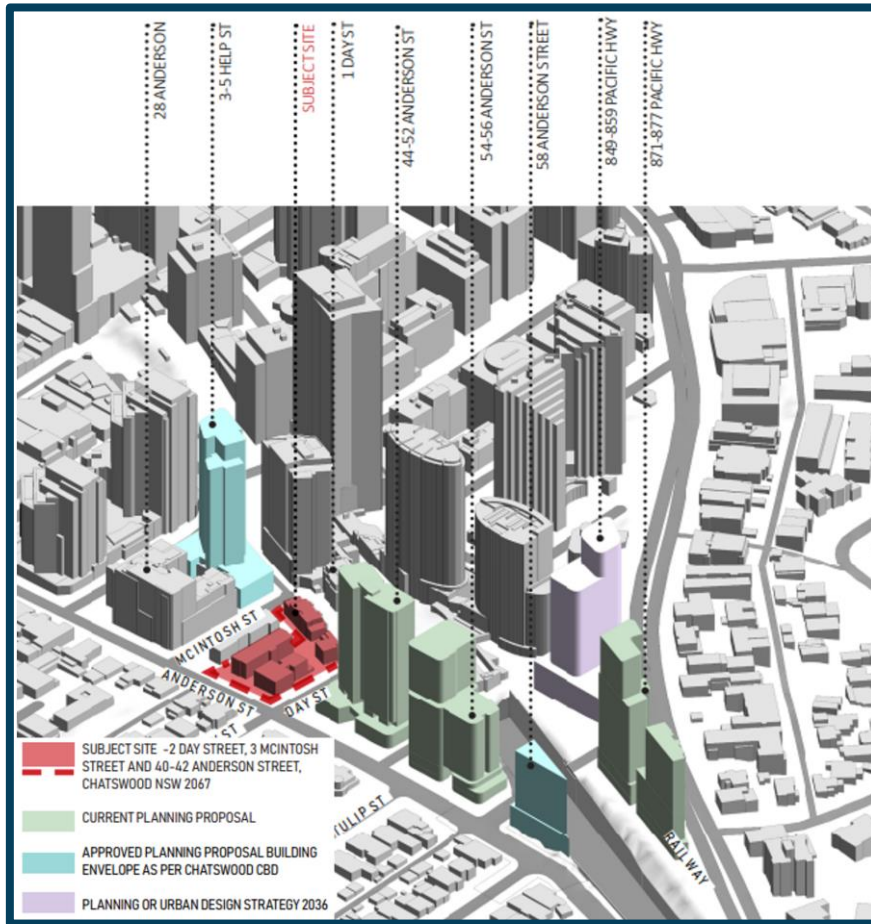 28 ANDERSON
3-5 HELP ST
SUBJECT SITE
1 DAY ST
44-52 ANDERSON ST
54-56 ANDERSON ST
58 ANDERSON STREET
849-859 PACIFIC HWY
871-877 PACIFIC HWY
MCINTOSH ST
ANDERSON ST
DAY ST
ST
TULIP ST
RAILWAY
SUBJECT SITE -2 DAY STREET, 3 MCINTOSH
STREET AND 40-42 ANDERSON STREET,
CHATSWOOD NSW 2067
CURRENT PLANNING PROPOSAL
APPROVED PLANNING PROPOSAL BUILDING
ENVELOPE AS PER CHATSWOOD CBD
PLANNING OR URBAN DESIGN STRATEGY 2036